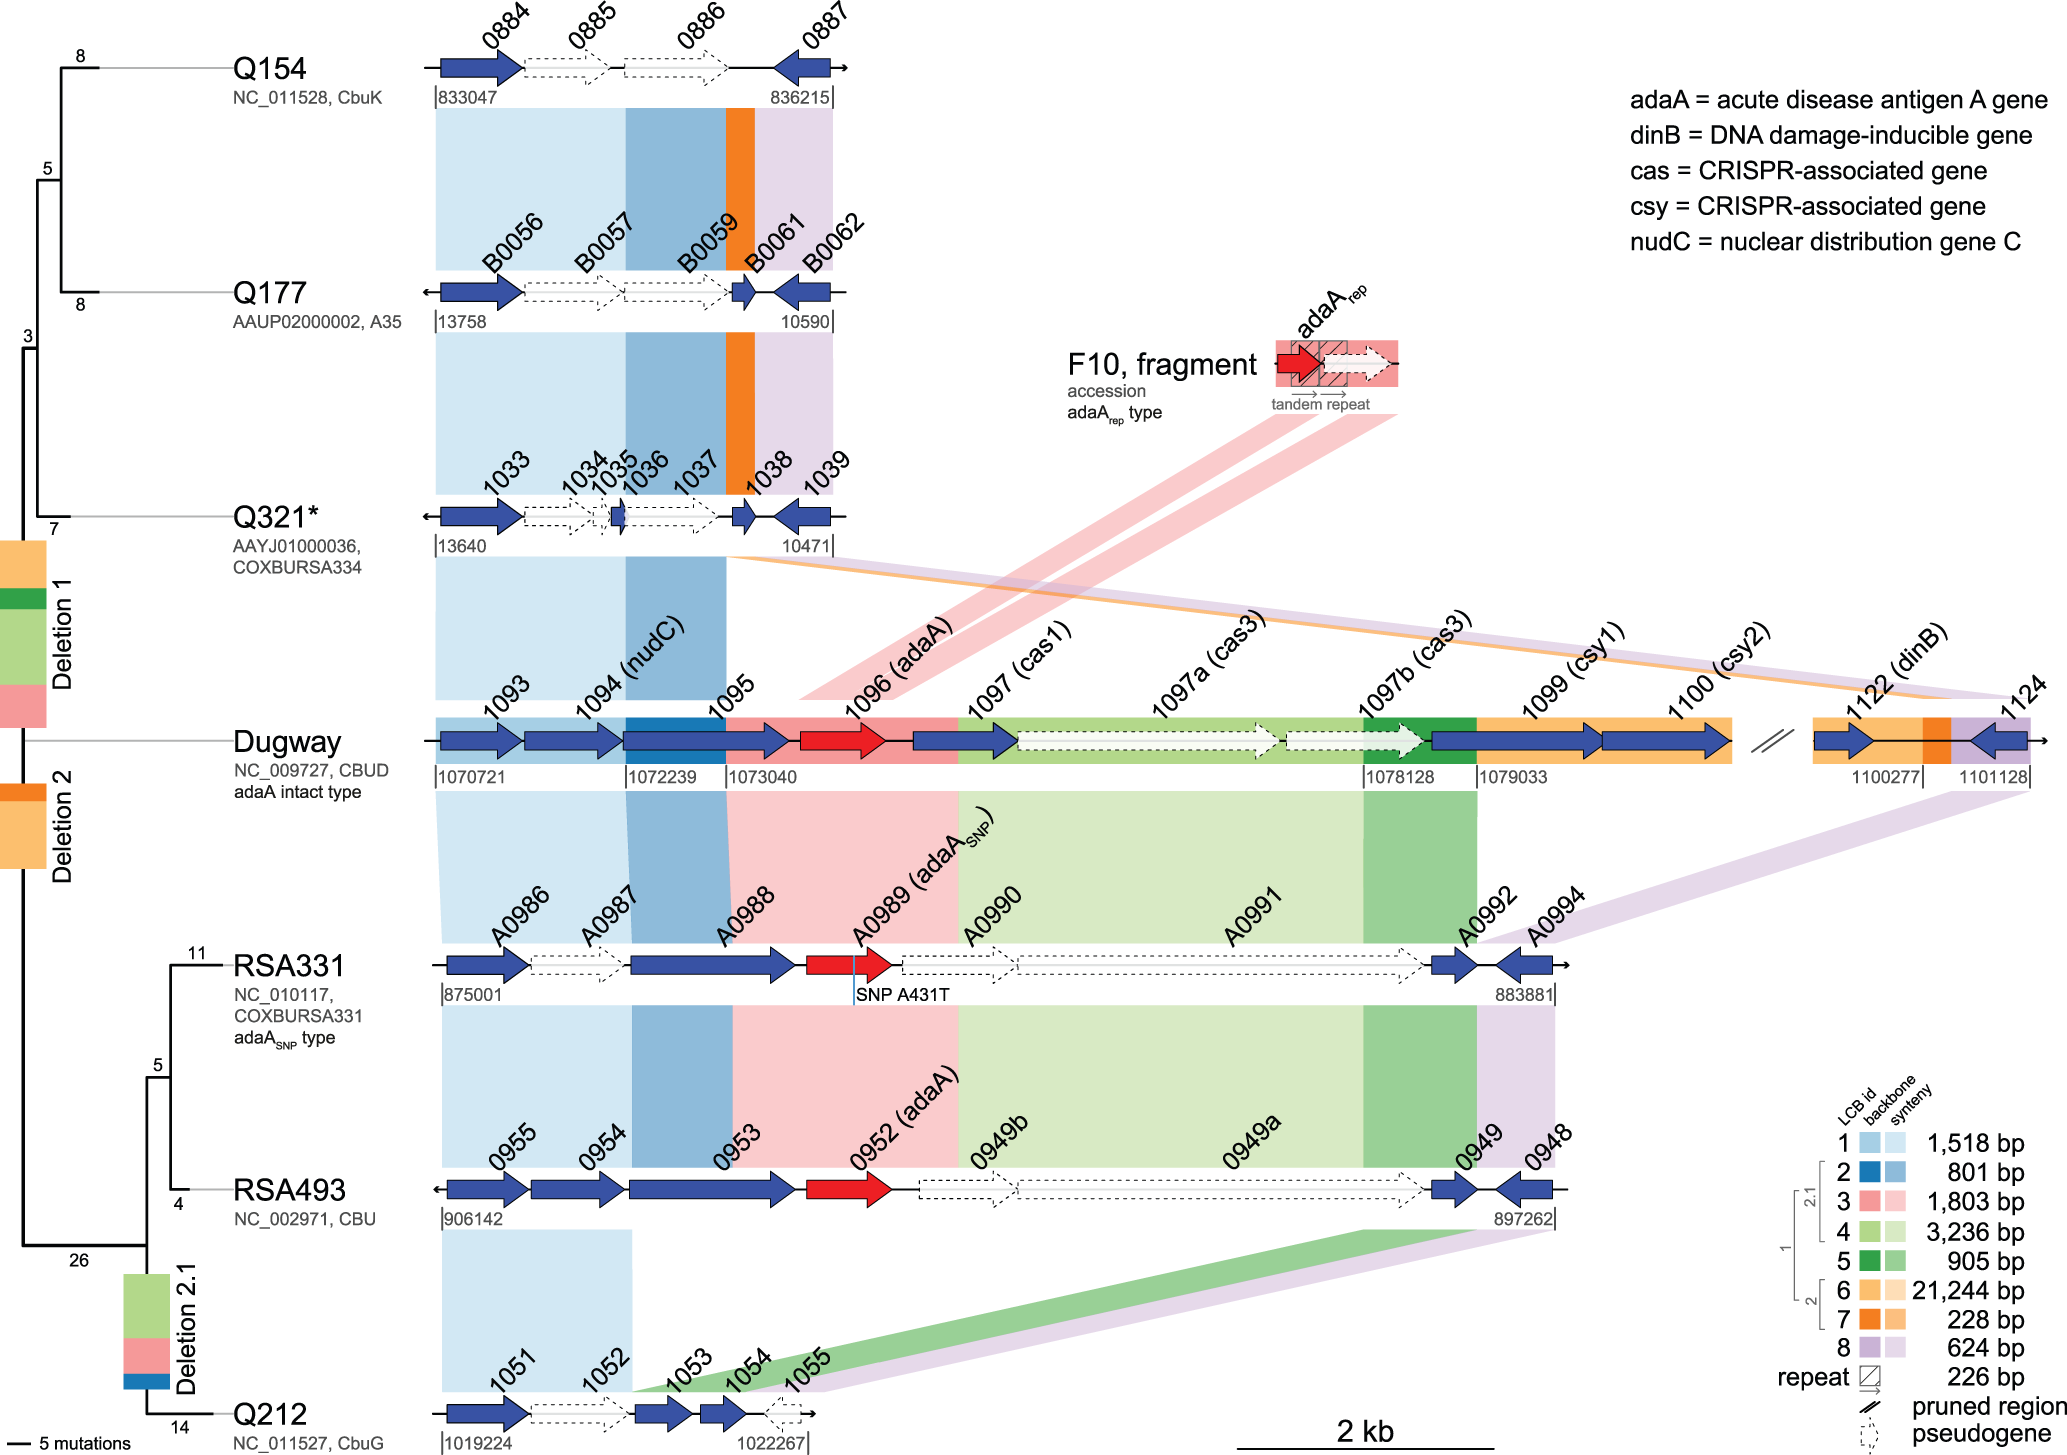 0884 0885 0886 0887
8
Q154
NC_011528, CbuK
833047 836215
adaA = acute disease antigen A gene
dinB = DNA damage-inducible gene
cas = CRISPR-associated gene
csy = CRISPR-associated gene
nudC = nuclear distribution gene C
5
B0056 B0057 B0059 B0061 B0062
8
Q177
AAUP02000002, A35
13758 10590
3
adaArep
F10, fragment
accession
adaArep type
tandem repeat
1033 1034 1035 1036 1037 1038 1039
7
Q321*
AAYJ01000036,
COXBURSA334
13640 10471
Deletion 1
1093 1094 (nudC) 1095 1096 (adaA) 1097 (cas1) 1097a (cas3) 1097b (cas3) 1099 (csy1) 1100 (csy2) 1122 (dinB) 1124
Dugway
NC_009727, CBUD
adaA intact type
1070721 1072239 1073040 1078128 1079033 1100277 1101128
Deletion 2
A0986 A0987 A0988 A0989 (adaASNP) A0990 A0991 A0992 A0994
11
RSA331
NC_010117,
COXBURSA331
adaASNP type
875001 SNP A431T 883881
5
0955 0954 0953 0952 (adaA) 0949b 0949a 0949 0948
4
RSA493
NC_002971, CBU
906142 897262
26
Deletion 2.1
1051 1052 1053 1054 1055
14
Q212
NC_011527, CbuG
1019224 1022267
5 mutations
2 kb
LCB id backbone synteny
1 1,518 bp
2 801 bp
3 1,803 bp
4 3,236 bp
5 905 bp
6 21,244 bp
7 228 bp
8 624 bp
2.1
1
2
repeat 226 bp
pruned region
pseudogene